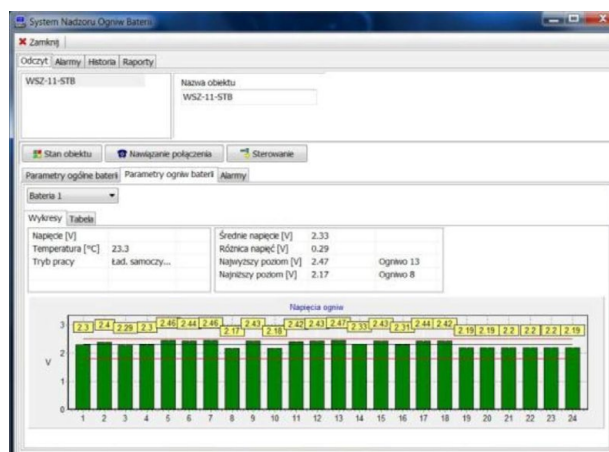 System Nadzoru Ogniw Baterii
Zamknij
Odczyt Alarmy Historia Raporty
WSZ-11-STB
Nazwa obiektu
WSZ-11-STB
Stan obiektu Nawiązanie połączenia Sterowanie
Parametry ogólne baterii Parametry ogniw baterii Alarmy
Bateria 1
Wykresy Tabela
Napięcie [V]
Temperatura [°C] 23.3
Tryb pracy Ład. samoczy...
Średnie napięcie [V] 2.33
Różnica napięć [V] 0.29
Najwyższy poziom [V] 2.47 Ogniwo 13
Najniższy poziom [V] 2.17 Ogniwo 8
Napięcia ogniw
2.3 2.4 2.29 2.3 2.46 2.44 2.46 2.17 2.43 2.18 2.42 2.43 2.47 2.33 2.43 2.31 2.44 2.42 2.19 2.19 2.2 2.2 2.2 2.19
3
V
2
1
0
1 2 3 4 5 6 7 8 9 10 11 12 13 14 15 16 17 18 19 20 21 22 23 24